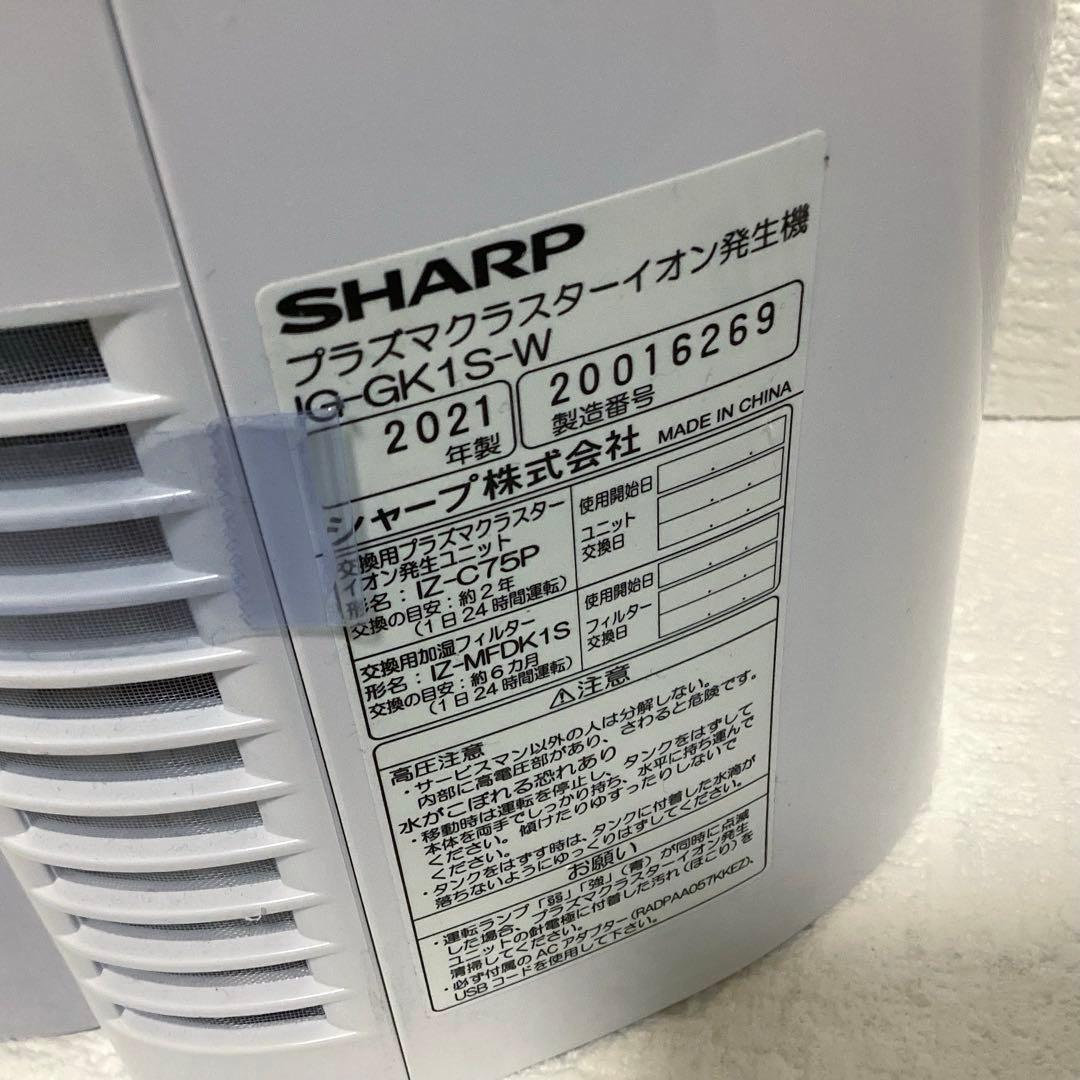 SHARP
プラズマクラスターイオン発生機
IG-GK1S-W
2021
年製
20016269
製造番号
シャープ株式会社 MADE IN CHINA
交換用プラズマクラスター
イオン発生ユニット
形名:IZ-C75P
交換の目安:約2年
(1日24時間運転)
使用開始日
ユニット
交換日
交換用加湿フィルター
形名:IZ-MFDK1S
交換の目安:約6カ月
(1日24時間運転)
使用開始日
フィルター
交換日
⚠注意
高圧注意
・サービスマン以外の人は分解しない。
内部に高電圧部があり、さわると危険です。
水がこぼれる恐れあり
・移動時は運転を停止し、タンクをはずして
本体を両手でしっかり持ち、水平に持ち運んで
ください。傾けたりゆすったりしないで
ください。
・タンクをはずす時は、タンクに付着した水滴が
落ちないようにゆっくりはずしてください。
お願い
・運転ランプ「弱」「強」(青)が同時に点滅
した場合、プラズマクラスターイオン発生
ユニットの針電極に付着した汚れ(ほこり)を
清掃してください。
・必ず付属のACアダプター(RADPAA057KKEZ)、
USBコードを使用して下さい。